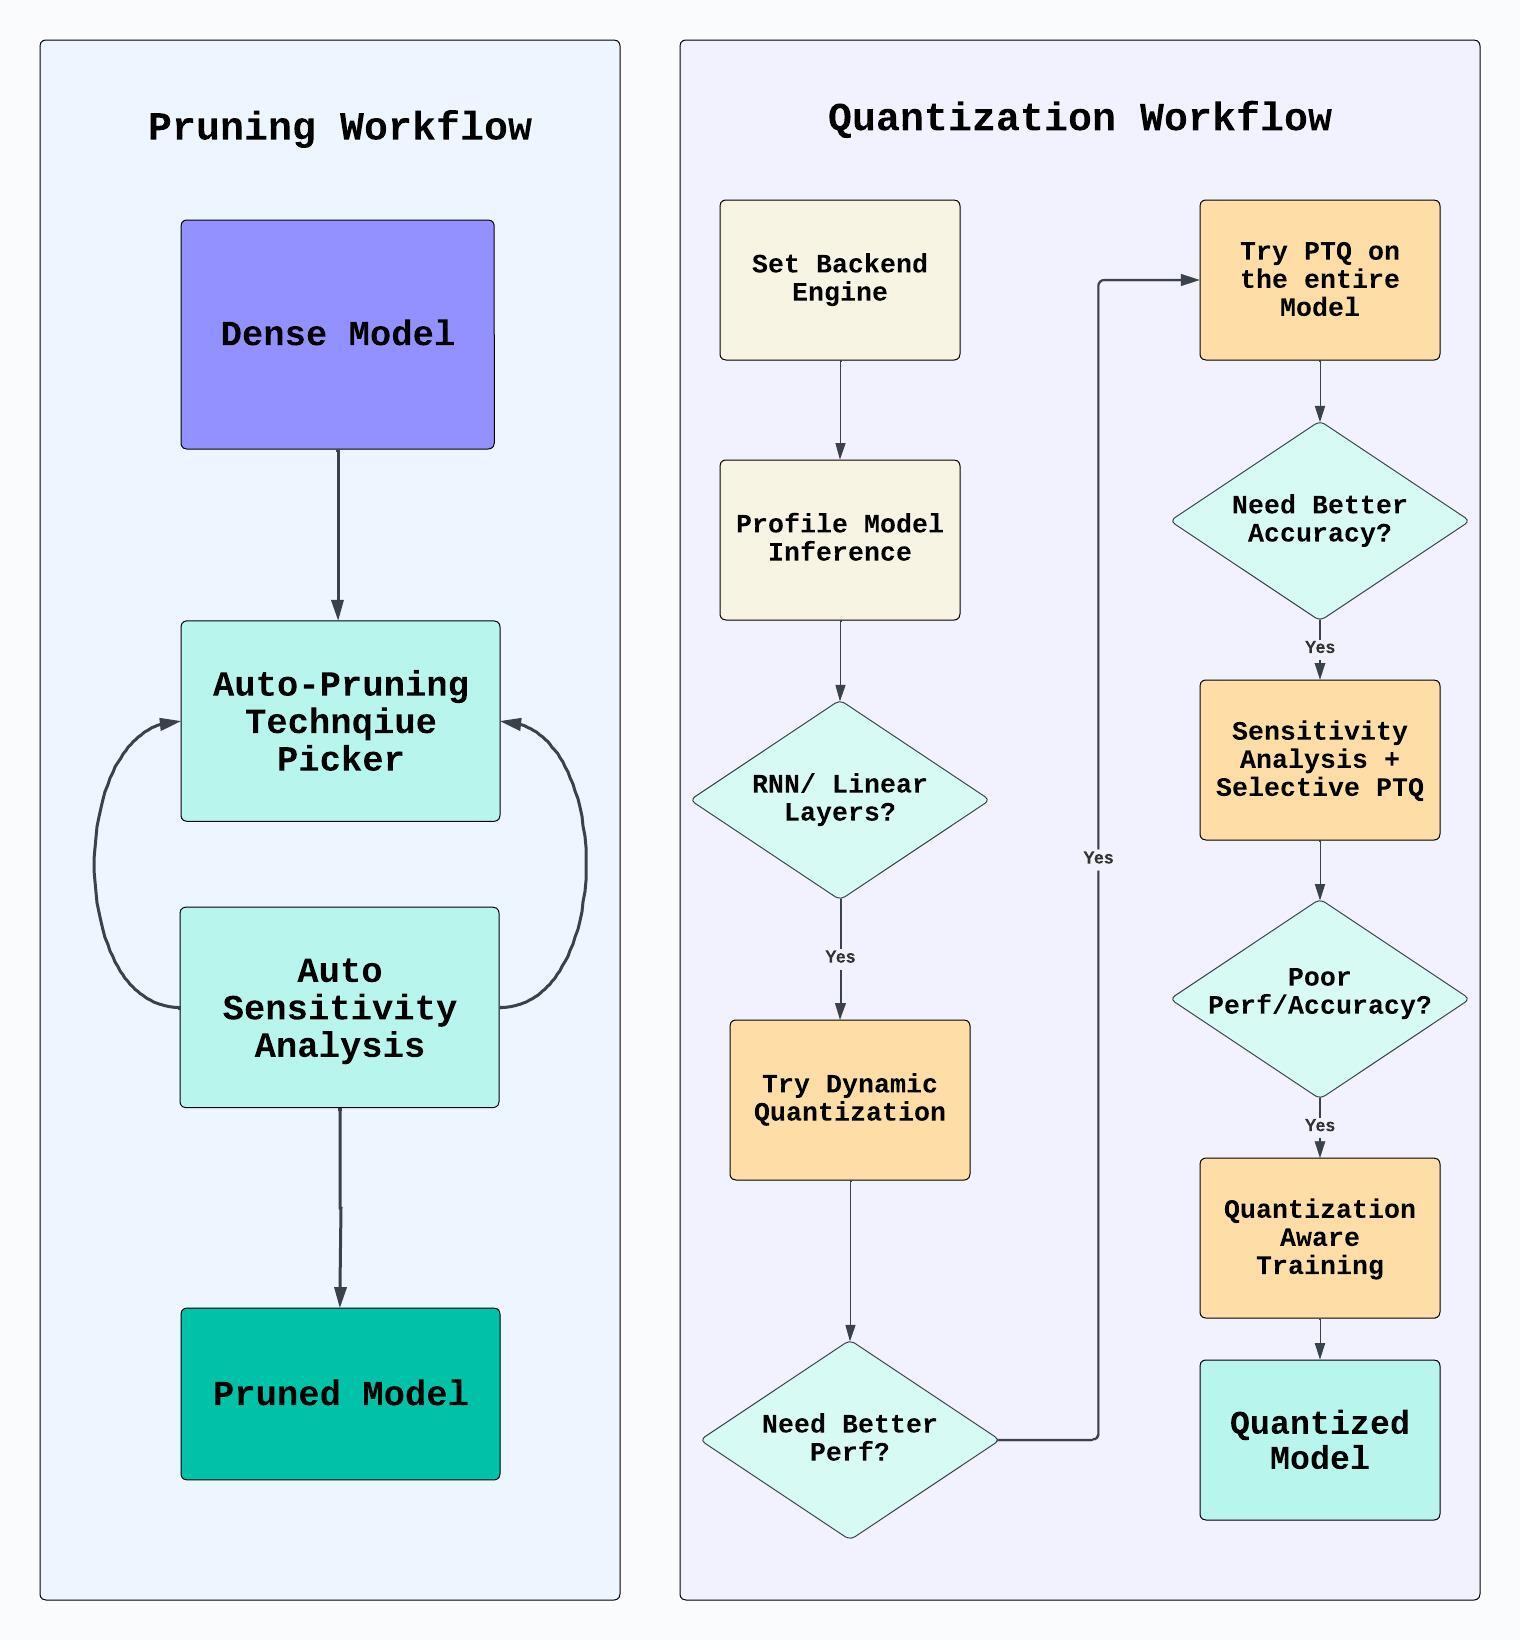 Pruning Workflow
Dense Model
Auto-Pruning
Technqiue
Picker
Auto
Sensitivity
Analysis
Pruned Model
Quantization Workflow
Set Backend
Engine
Profile Model
Inference
RNN/ Linear
Layers?
Yes
Try Dynamic
Quantization
Need Better
Perf?
Yes
Try PTQ on
the entire
Model
Need Better
Accuracy?
Yes
Sensitivity
Analysis +
Selective PTQ
Poor
Perf/Accuracy?
Yes
Quantization
Aware
Training
Quantized
Model